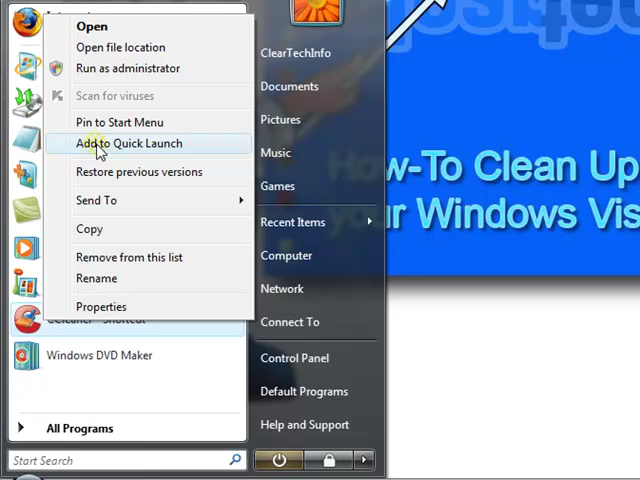 Open
Open file location
Run as administrator
Scan for viruses
Pin to Start Menu
Add to Quick Launch
Restore previous versions
Send To
Copy
Remove from this list
Rename
Properties
CCleaner - Shortcut
Windows DVD Maker
All Programs
Start Search
ClearTechInfo
Documents
Pictures
Music
Games
Recent Items
Computer
Network
Connect To
Control Panel
Default Programs
Help and Support
w-To Clean Up
your Windows Vis